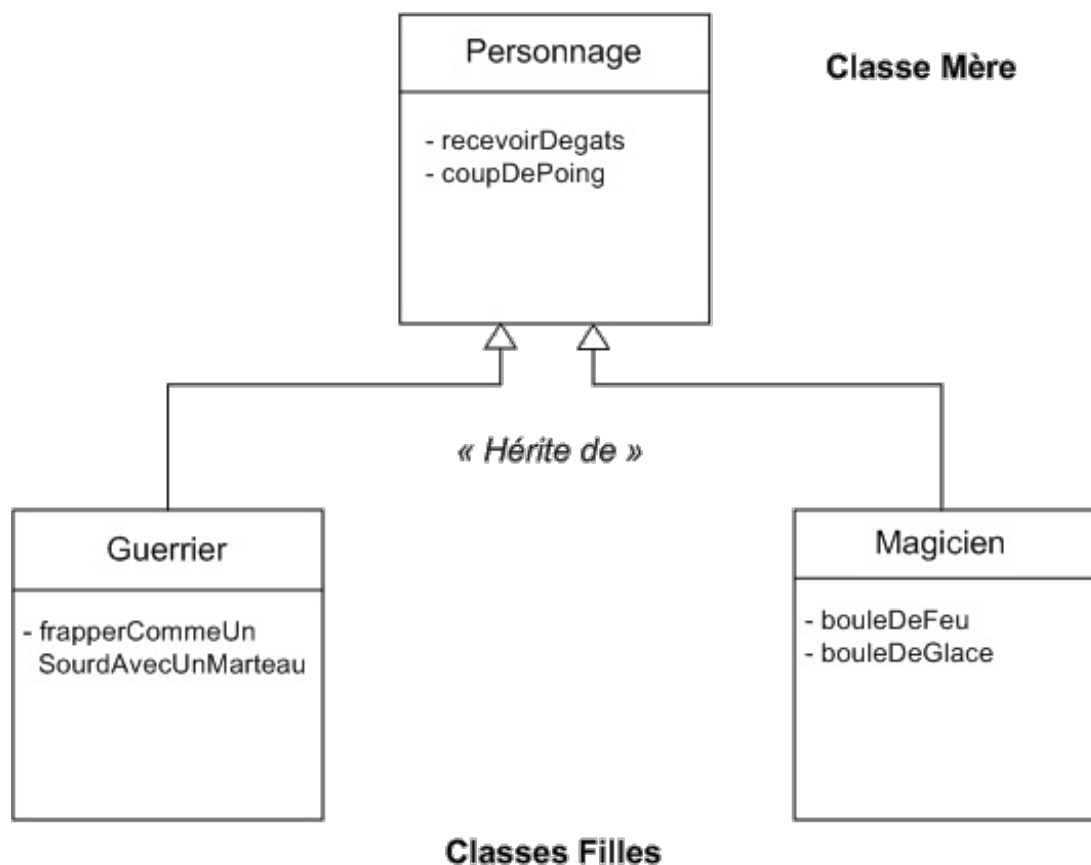 Personnage
Classe Mère
- recevoirDegats
- coupDePoing
« Hérite de »
Guerrier
- frapperCommeUn
SourdAvecUnMarteau
Magicien
- bouleDeFeu
- bouleDeGlace
Classes Filles